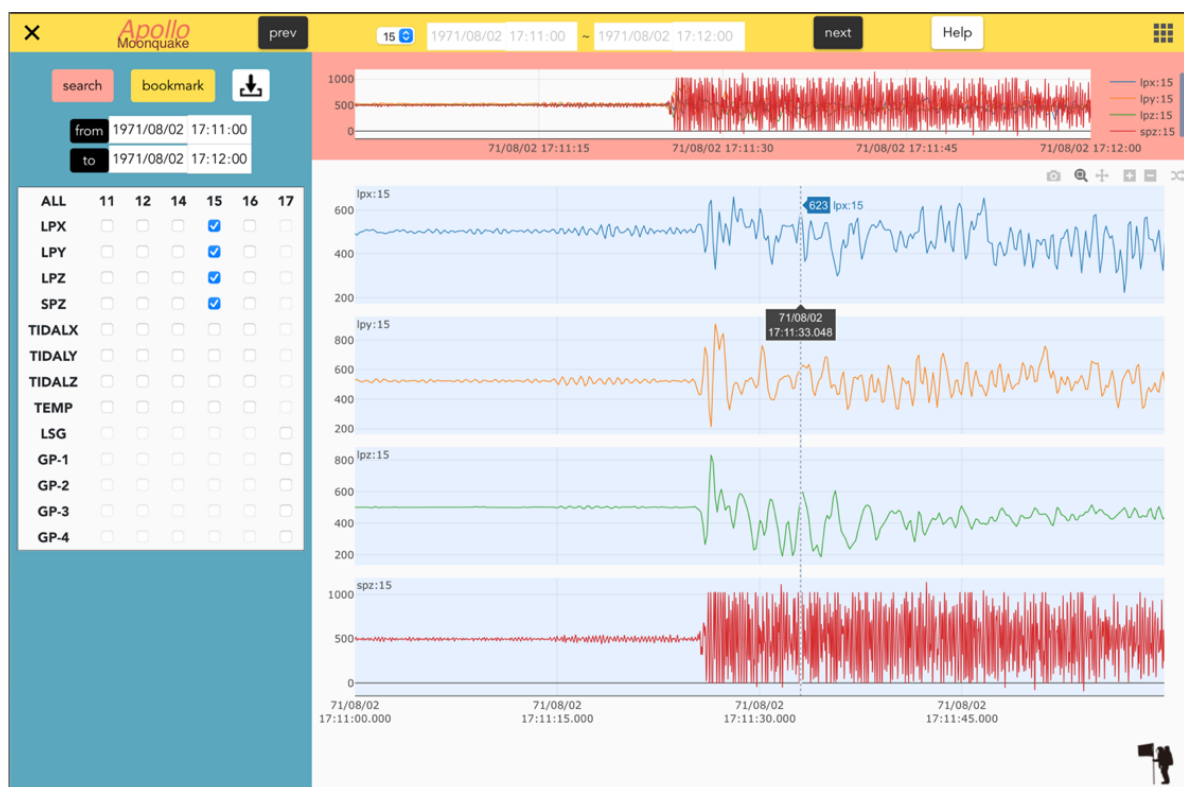 ✕ Apollo Moonquake prev 15 1971/08/02 17:11:00 ~ 1971/08/02 17:12:00 next Help
search bookmark
from 1971/08/02 17:11:00
to 1971/08/02 17:12:00
ALL 11 12 14 15 16 17
LPX
LPY
LPZ
SPZ
TIDALX
TIDALY
TIDALZ
TEMP
LSG
GP-1
GP-2
GP-3
GP-4
1000
500
0
71/08/02 17:11:15 71/08/02 17:11:30 71/08/02 17:11:45 71/08/02 17:12:00
lpx:15
lpy:15
lpz:15
spz:15
lpx:15
600
400
200
623 lpx:15
71/08/02
17:11:33.048
lpy:15
800
600
400
200
lpz:15
800
600
400
200
spz:15
1000
500
0
71/08/02 71/08/02 71/08/02 71/08/02
17:11:00.000 17:11:15.000 17:11:30.000 17:11:45.000